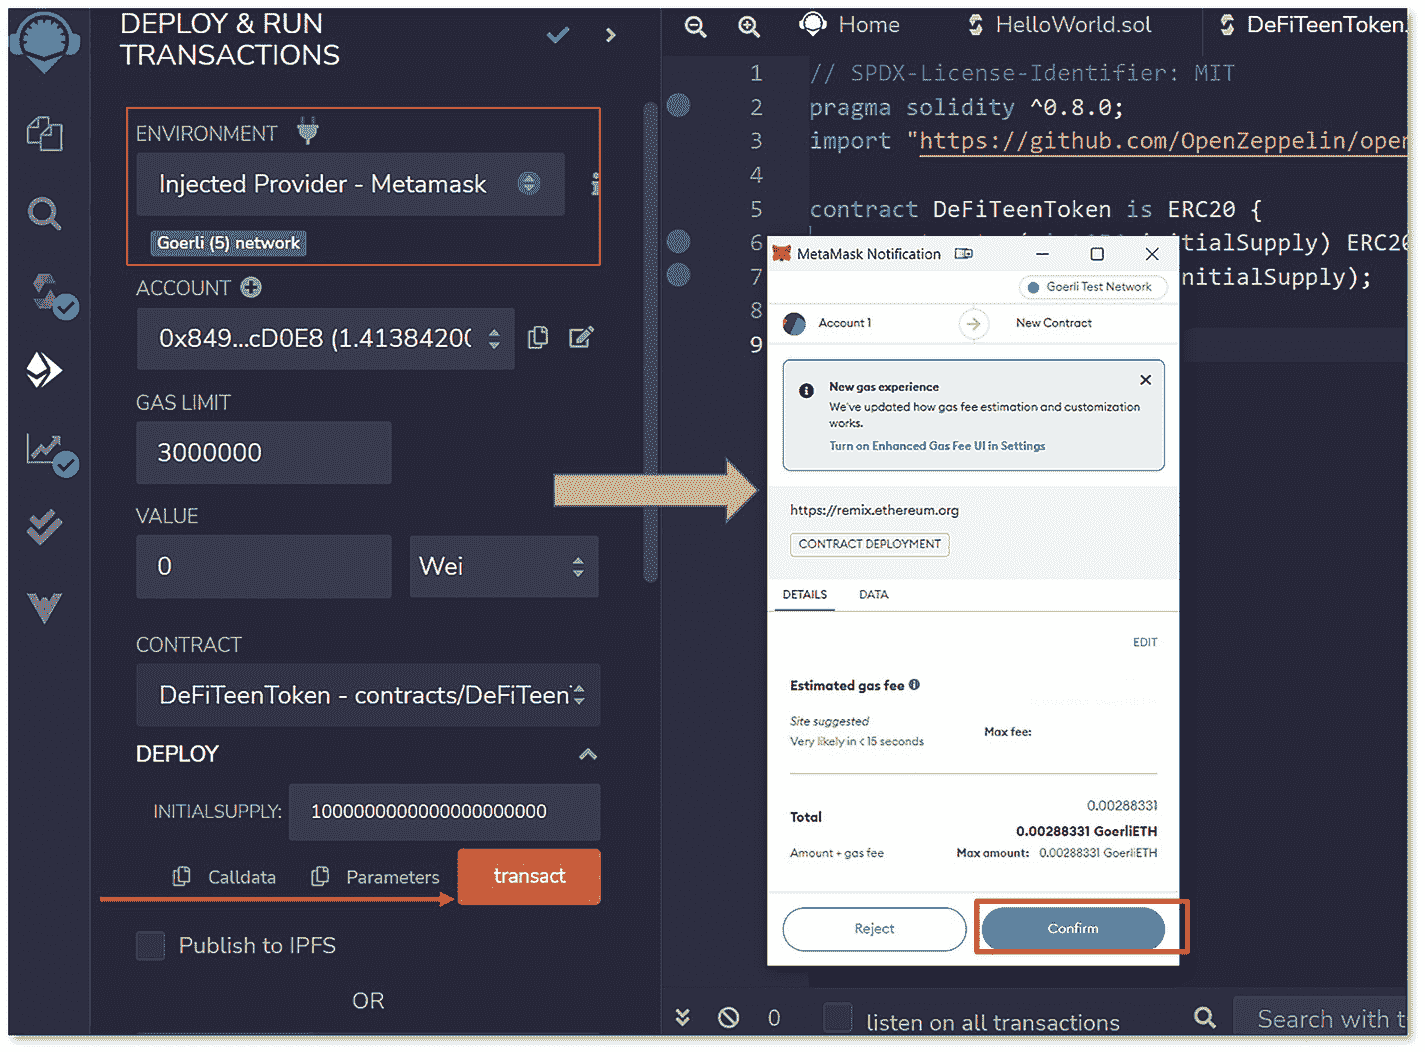 DEPLOY & RUN
TRANSACTIONS
ENVIRONMENT
Injected Provider - Metamask
Goerli (5) network
ACCOUNT
0x849...cD0E8 (1.41384200
GAS LIMIT
3000000
VALUE
0
Wei
CONTRACT
DeFiTeenToken - contracts/DeFiTeen
DEPLOY
INITIALSUPPLY:
1000000000000000000000
Calldata
Parameters
transact
Publish to IPFS
OR
Home
HelloWorld.sol
DeFiTeenToken.
1 // SPDX-License-Identifier: MIT
2 pragma solidity ^0.8.0;
3 import "https://github.com/OpenZeppelin/open
4
5 contract DeFiTeenToken is ERC20 {
6 itialSupply) ERC20
7 nitialSupply);
8
9
MetaMask Notification
Goerli Test Network
Account 1
New Contract
New gas experience
We've updated how gas fee estimation and customization
works.
Turn on Enhanced Gas Fee UI in Settings
https://remix.ethereum.org
CONTRACT DEPLOYMENT
DETAILS
DATA
EDIT
Estimated gas fee
Site suggested
Very likely in < 15 seconds
Max fee:
0.00288331
Total
0.00288331 GoerliETH
Amount + gas fee
Max amount: 0.00288331 GoerliETH
Reject
Confirm
0
listen on all transactions
Search with t